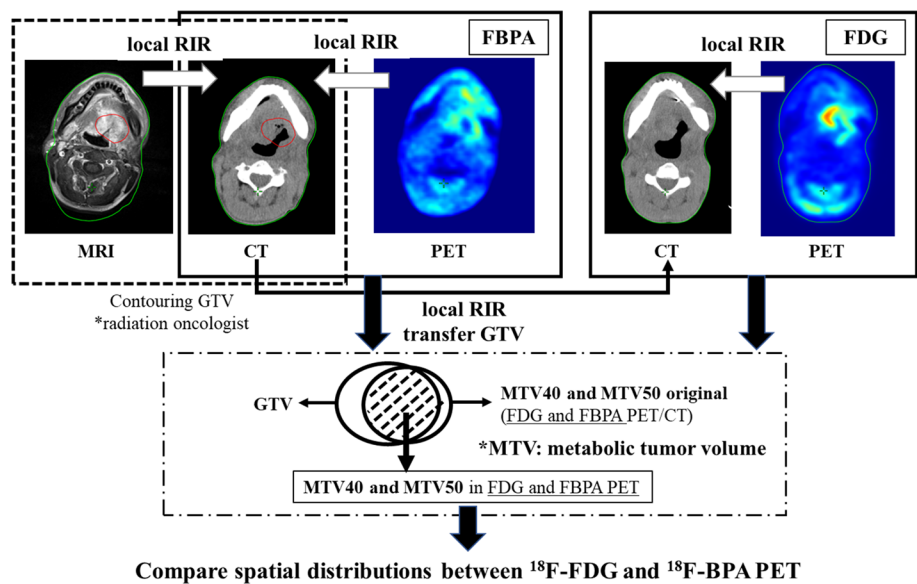 FBPA
FDG
local RIR
local RIR
local RIR
MRI
CT
PET
CT
PET
Contouring GTV
*radiation oncologist
local RIR
transfer GTV
GTV
MTV40 and MTV50 original
(FDG and FBPA PET/CT)
*MTV: metabolic tumor volume
MTV40 and MTV50 in FDG and FBPA PET
Compare spatial distributions between ¹⁸F-FDG and ¹⁸F-BPA PET